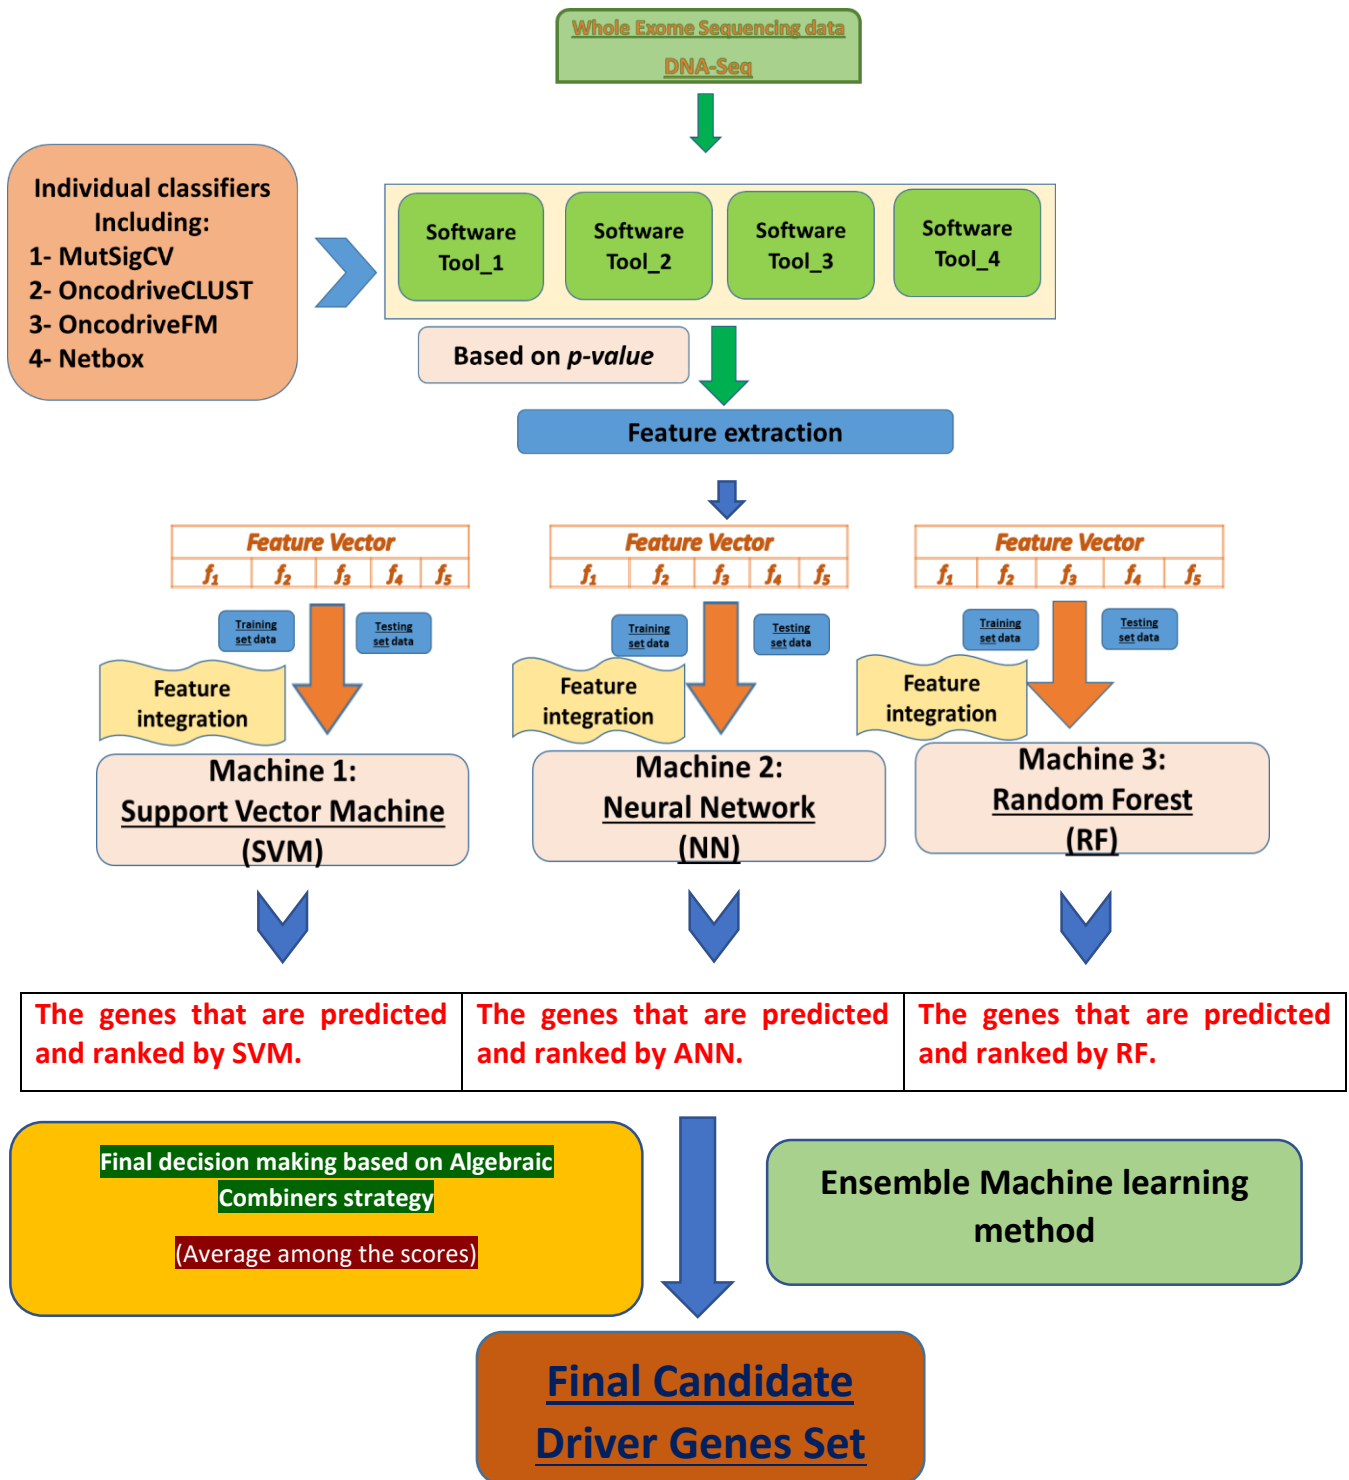 Whole Exome Sequencing data
DNA-Seq
Individual classifiers
Including:
1- MutSigCV
2- OncodriveCLUST
3- OncodriveFM
4- Netbox
Software
Tool_1
Software
Tool_2
Software
Tool_3
Software
Tool_4
Based on p-value
Feature extraction
Feature Vector
f1 f2 f3 f4 f5
Feature Vector
f1 f2 f3 f4 f5
Feature Vector
f1 f2 f3 f4 f5
Training
set data
Testing
set data
Training
set data
Testing
set data
Training
set data
Testing
set data
Feature
integration
Feature
integration
Feature
integration
Machine 1:
Support Vector Machine
(SVM)
Machine 2:
Neural Network
(NN)
Machine 3:
Random Forest
(RF)
The genes that are predicted
and ranked by SVM.
The genes that are predicted
and ranked by ANN.
The genes that are predicted
and ranked by RF.
Final decision making based on Algebraic
Combiners strategy
(Average among the scores)
Ensemble Machine learning
method
Final Candidate
Driver Genes Set